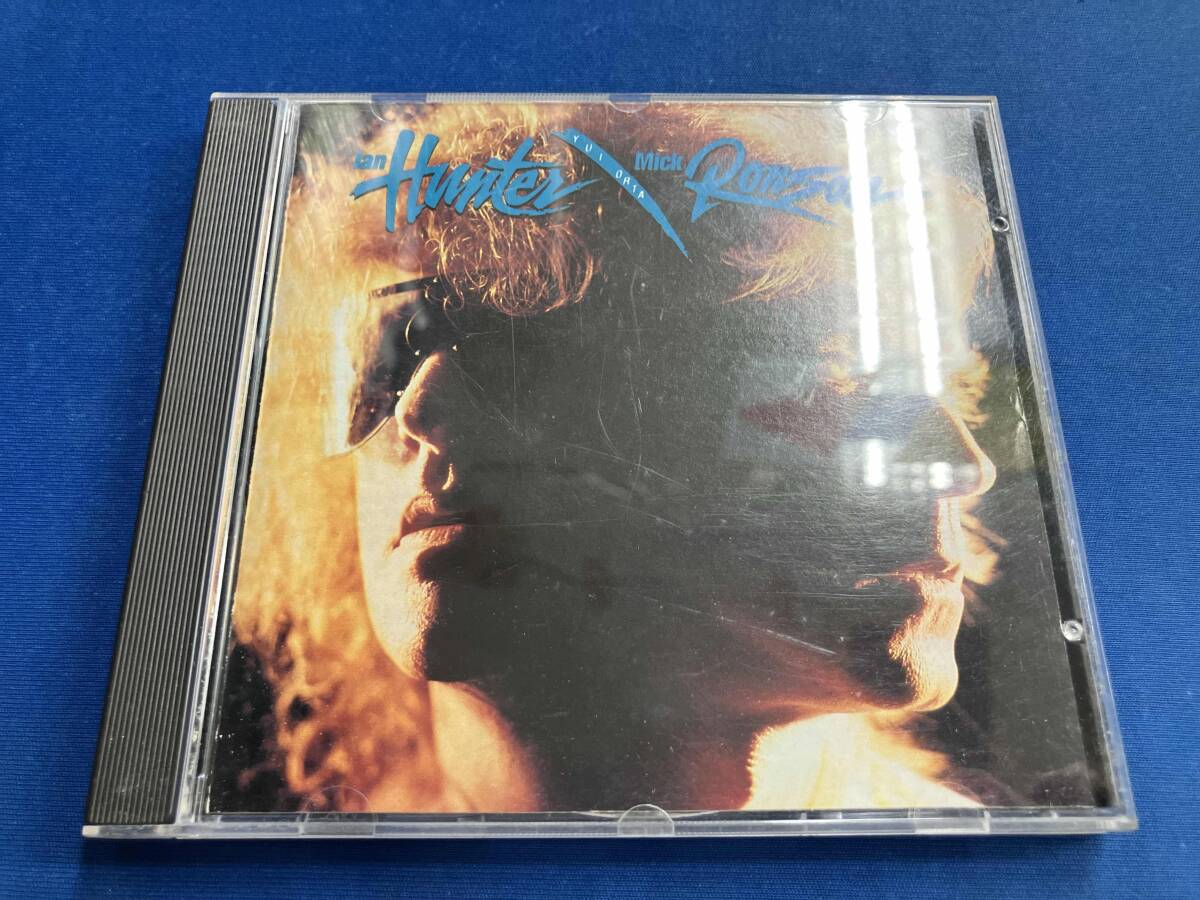 Ian Hunter
YUI ORTA
Mick Ronson